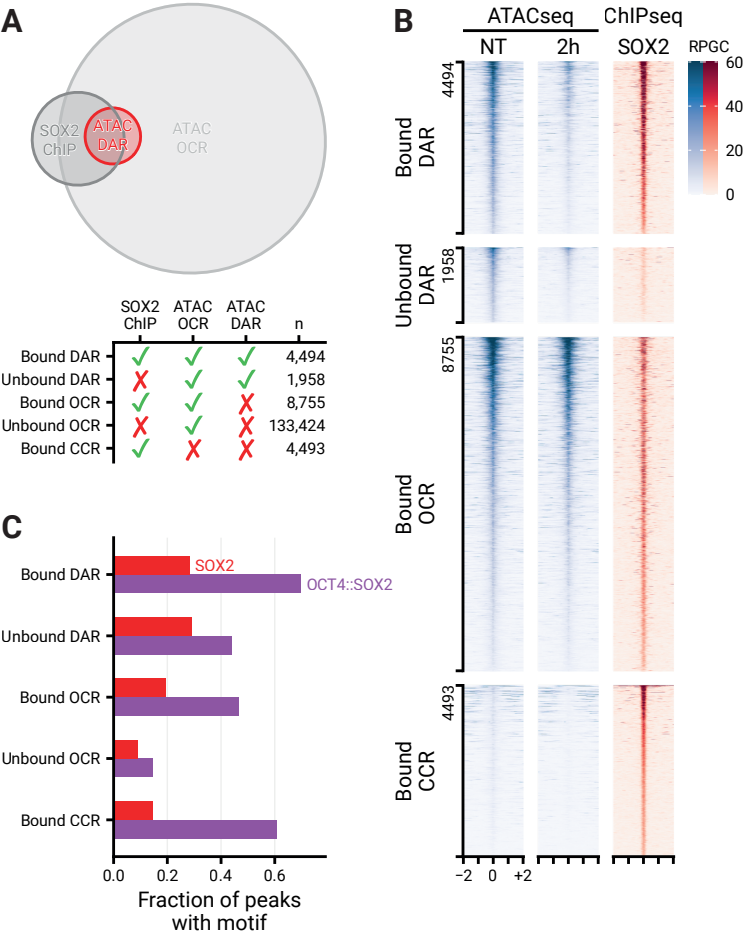 A
SOX2
ChIP
ATAC
DAR
ATAC
OCR
SOX2
ChIP
ATAC
OCR
ATAC
DAR
n
Bound DAR
4,494
Unbound DAR
1,958
Bound OCR
8,755
Unbound OCR
133,424
Bound CCR
4,493
B
ATACseq
ChIPseq
NT
2h
SOX2
RPGC
60
40
20
0
4494
Bound
DAR
1958
Unbound
DAR
8755
Bound
OCR
4493
Bound
CCR
−2
0
+2
C
Bound DAR
SOX2
OCT4::SOX2
Unbound DAR
Bound OCR
Unbound OCR
Bound CCR
0.0
0.2
0.4
0.6
Fraction of peaks
with motif